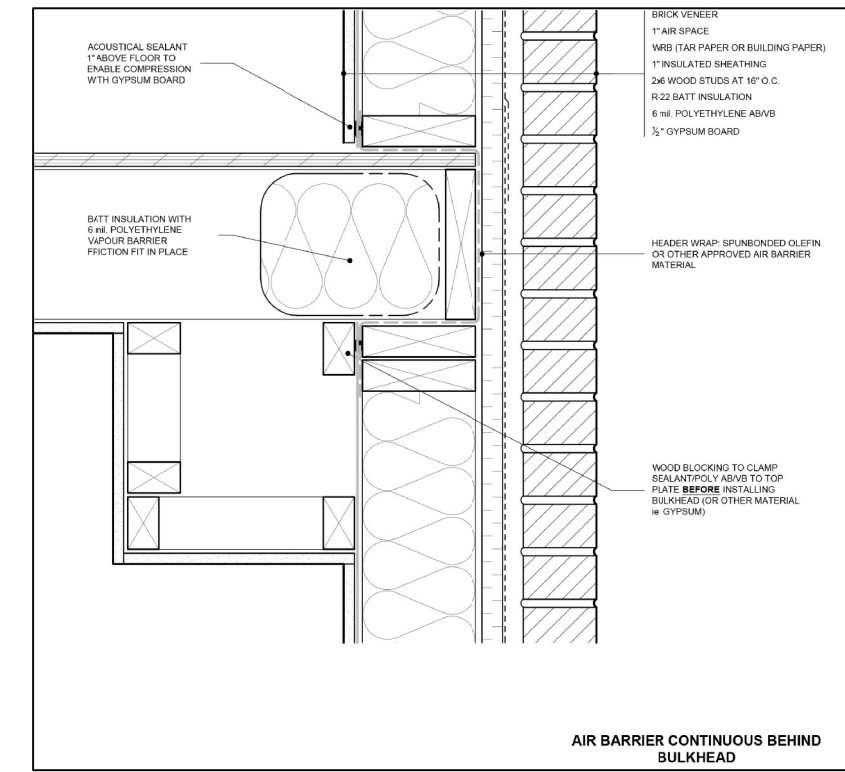 ACOUSTICAL SEALANT
1" ABOVE FLOOR TO
ENABLE COMPRESSION
WITH GYPSUM BOARD
BRICK VENEER
1" AIR SPACE
WRB (TAR PAPER OR BUILDING PAPER)
1" INSULATED SHEATHING
2x6 WOOD STUDS AT 16" O.C.
R-22 BATT INSULATION
6 mil. POLYETHYLENE AB/VB
½" GYPSUM BOARD
BATT INSULATION WITH
6 mil. POLYETHYLENE
VAPOUR BARRIER
FRICTION FIT IN PLACE
HEADER WRAP: SPUNBONDED OLEFIN
OR OTHER APPROVED AIR BARRIER
MATERIAL
WOOD BLOCKING TO CLAMP
SEALANT/POLY AB/VB TO TOP
PLATE BEFORE INSTALLING
BULKHEAD (OR OTHER MATERIAL
ie GYPSUM)
AIR BARRIER CONTINUOUS BEHIND
BULKHEAD